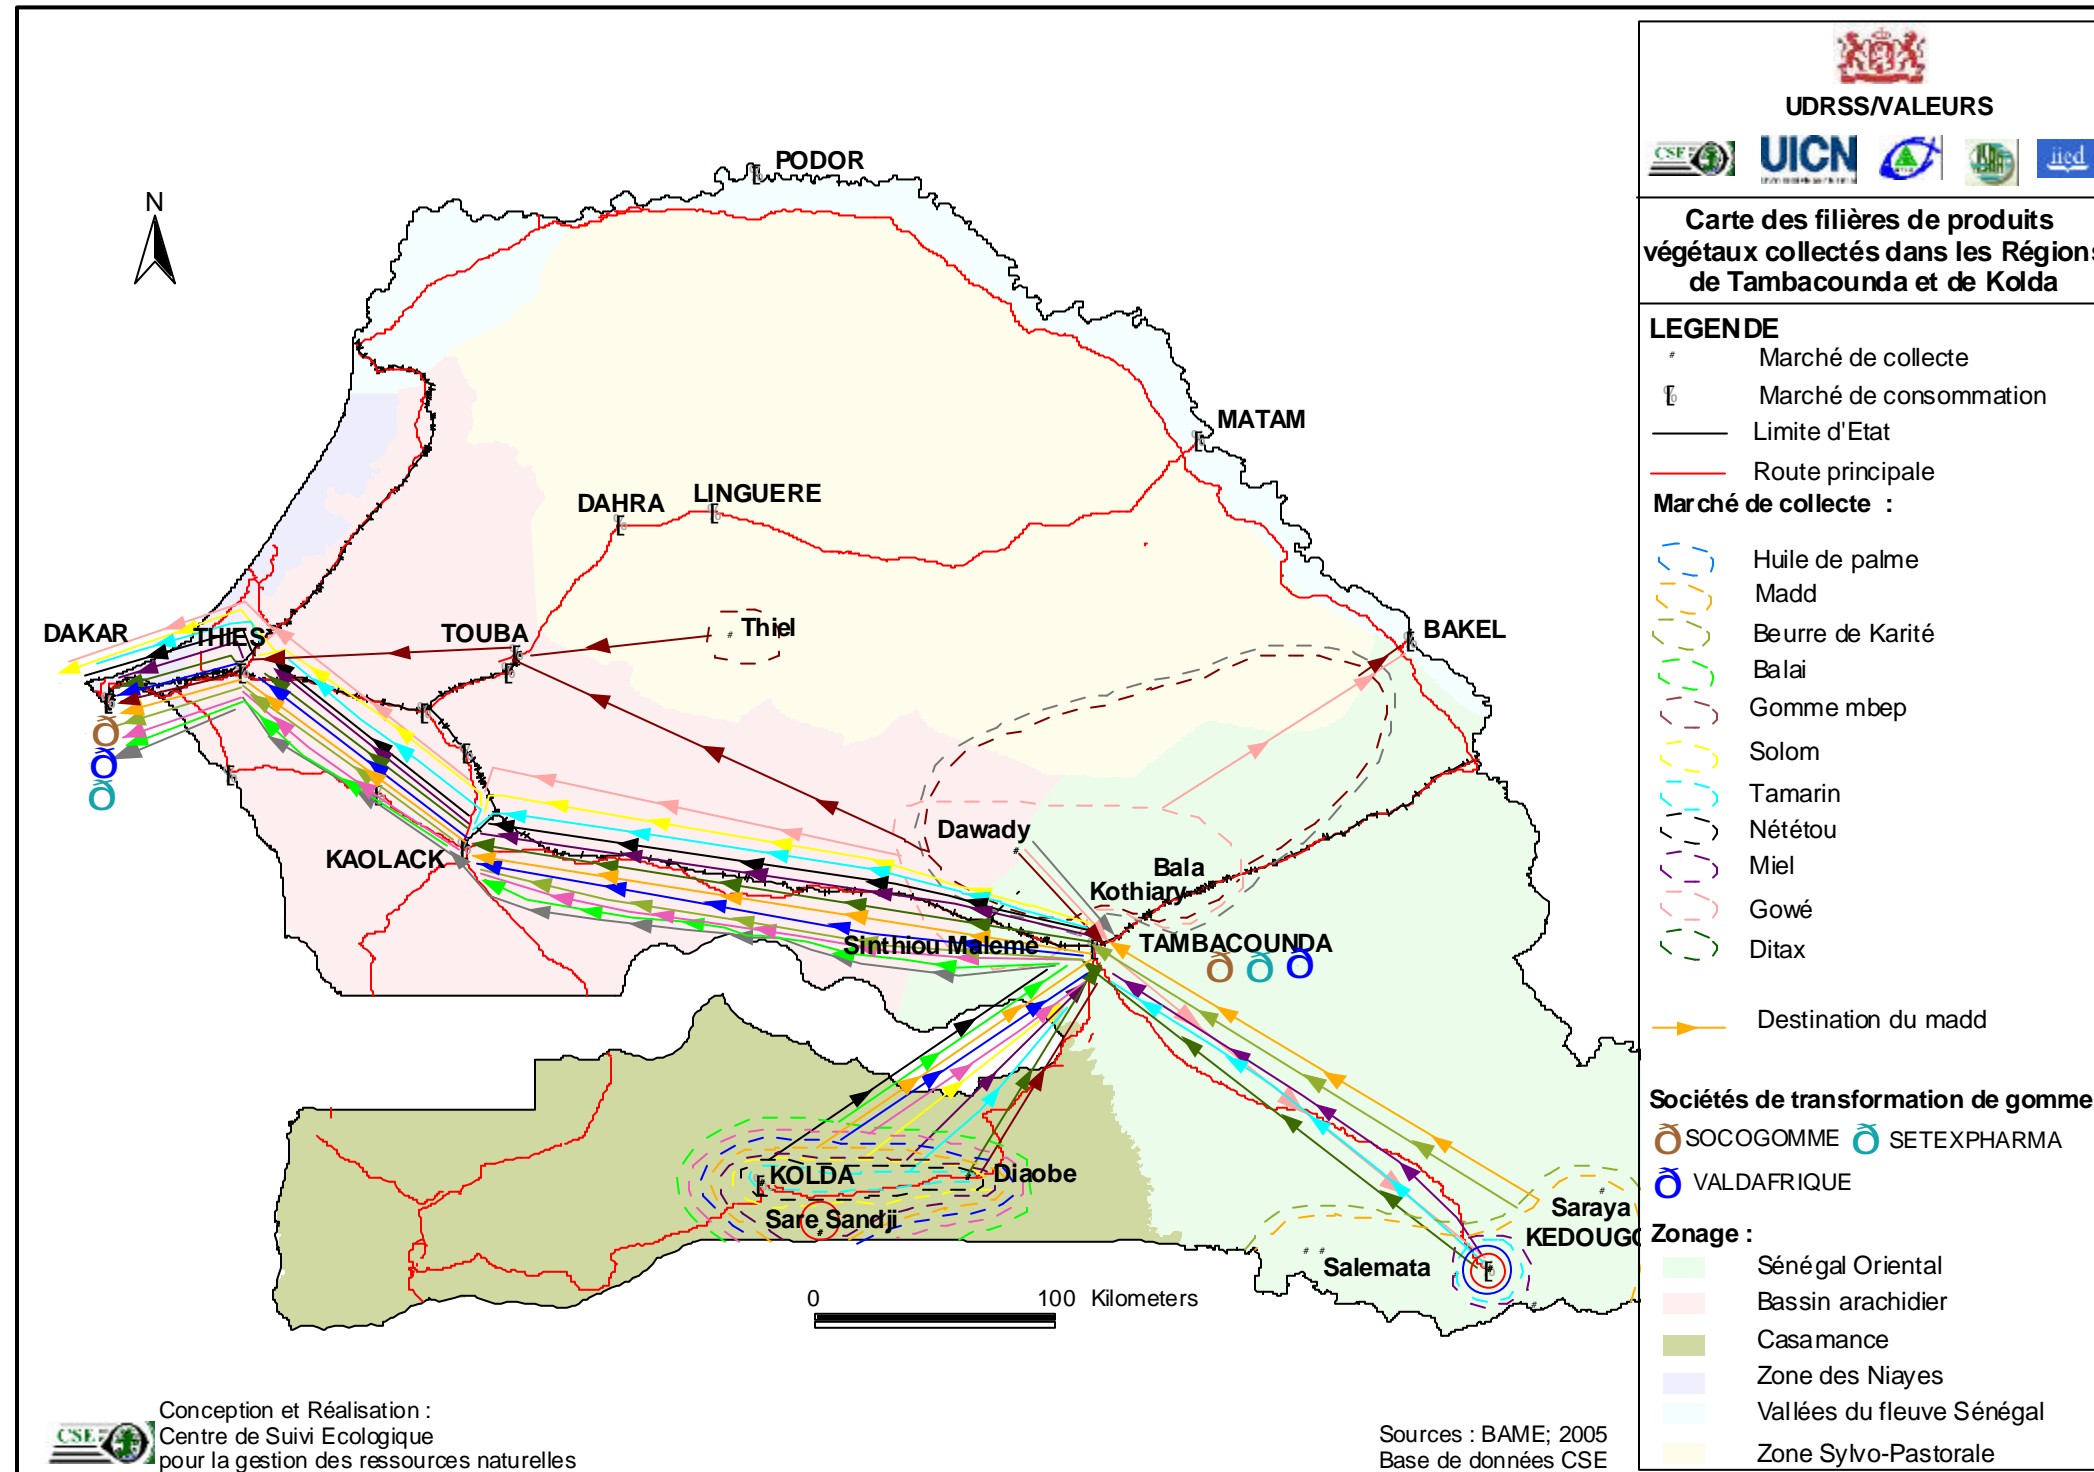 UDRSS/VALEURS
CSE
UICN
ISRA
iied
Carte des filières de produits
végétaux collectés dans les Régions
de Tambacounda et de Kolda
LEGENDE
Marché de collecte
Marché de consommation
Limite d'Etat
Route principale
Marché de collecte :
Huile de palme
Madd
Beurre de Karité
Balai
Gomme mbep
Solom
Tamarin
Nététou
Miel
Gowé
Ditax
Destination du madd
Sociétés de transformation de gomme
SOCOGOMME
SETEXPHARMA
VALDAFRIQUE
Zonage :
Sénégal Oriental
Bassin arachidier
Casamance
Zone des Niayes
Vallées du fleuve Sénégal
Zone Sylvo-Pastorale
N
PODOR
MATAM
DAHRA
LINGUERE
DAKAR
THIES
TOUBA
Thiel
BAKEL
Dawady
KAOLACK
Bala
Kothiary
Sinthiou Maleme
TAMBACOUNDA
KOLDA
Diaobe
Sare Sandji
Saraya
KEDOUGO
Salemata
0
100 Kilometers
CSE
Conception et Réalisation :
Centre de Suivi Ecologique
pour la gestion des ressources naturelles
Sources : BAME; 2005
Base de données CSE